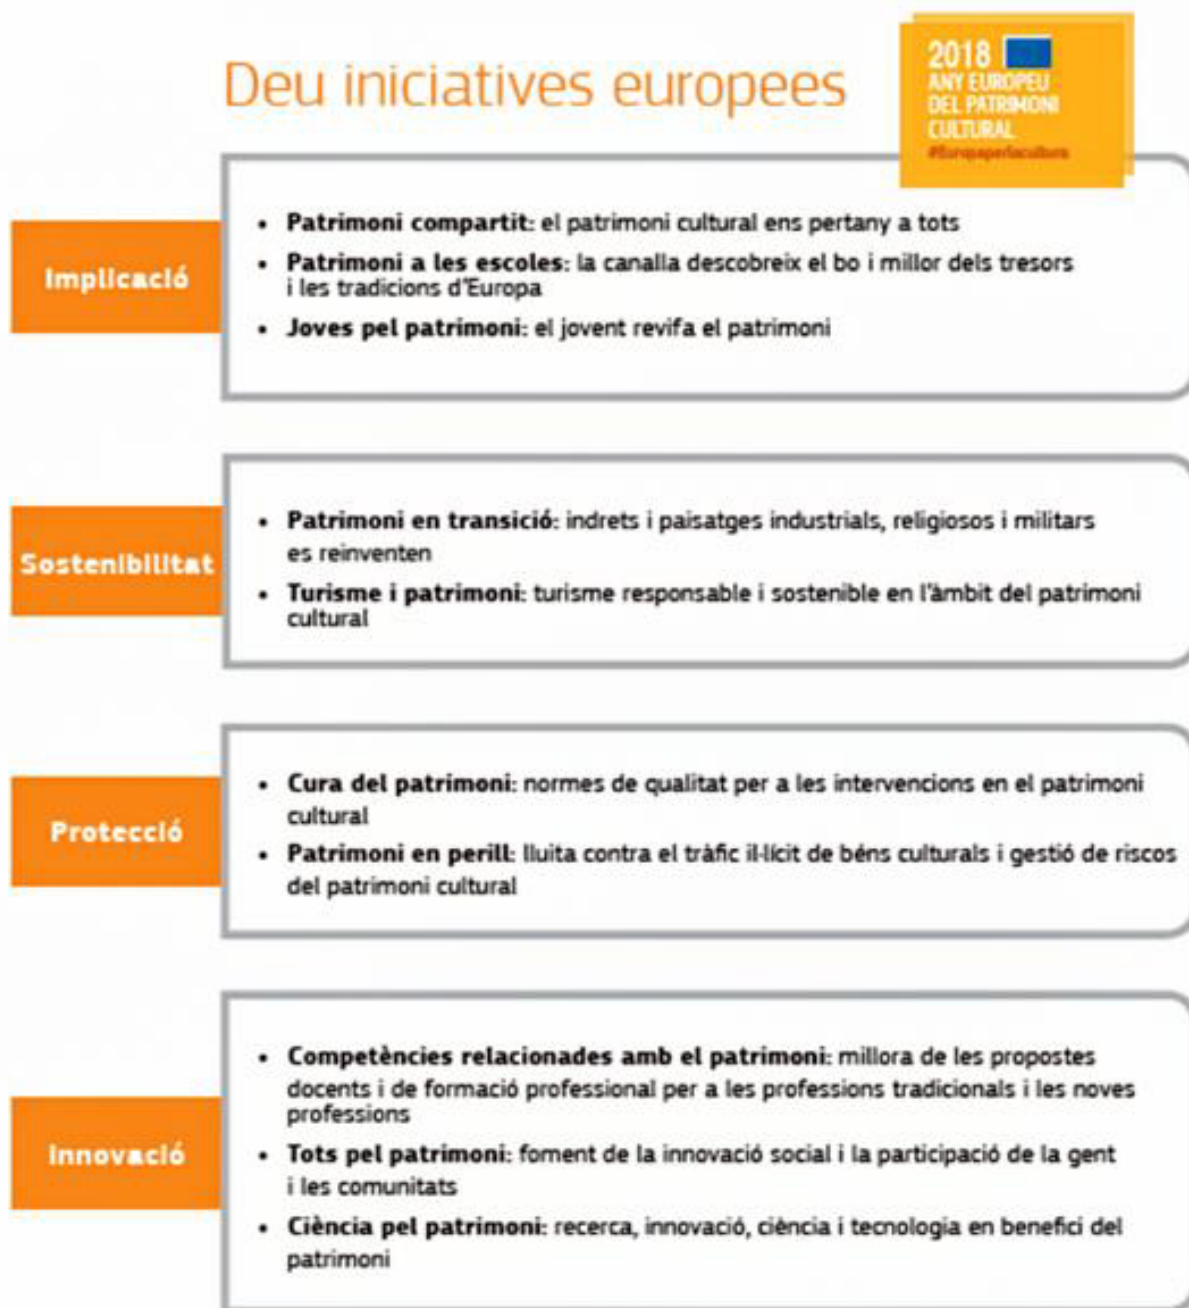 Deu iniciatives europees
2018
ANY EUROPEU
DEL PATRIMONI
CULTURAL
#Europaperlacultura
Implicació
• Patrimoni compartit: el patrimoni cultural ens pertany a tots
• Patrimoni a les escoles: la canalla descobreix el bo i millor dels tresors
i les tradicions d'Europa
• Joves pel patrimoni: el jovent revifa el patrimoni
Sostenibilitat
• Patrimoni en transició: indrets i paisatges industrials, religiosos i militars
es reinventen
• Turisme i patrimoni: turisme responsable i sostenible en l'àmbit del patrimoni
cultural
Protecció
• Cura del patrimoni: normes de qualitat per a les intervencions en el patrimoni
cultural
• Patrimoni en perill: lluita contra el tràfic il·lícit de béns culturals i gestió de riscos
del patrimoni cultural
Innovació
• Competències relacionades amb el patrimoni: millora de les propostes
docents i de formació professional per a les professions tradicionals i les noves
professions
• Tots pel patrimoni: foment de la innovació social i la participació de la gent
i les comunitats
• Ciència pel patrimoni: recerca, innovació, ciència i tecnologia en benefici del
patrimoni